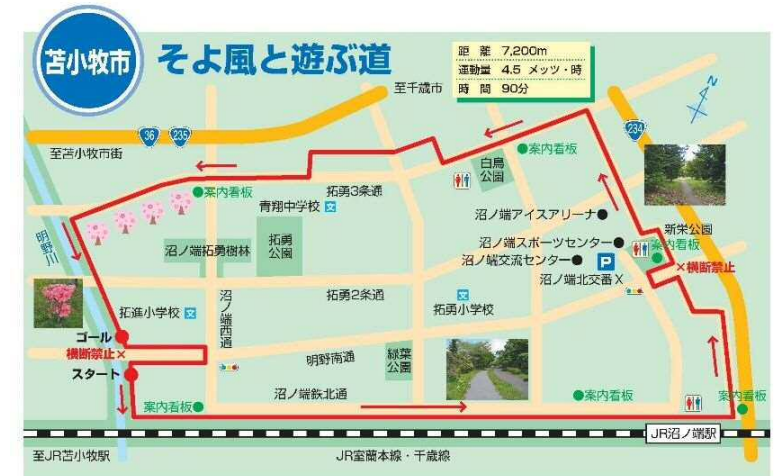 苫小牧市
そよ風と遊ぶ道
距 離 7,200m
運動量 4.5 メッツ・時
時 間 90分
至千歳市
N
36
235
234
至苫小牧市街
案内看板
白鳥
公園
案内看板
拓勇3条通
青翔中学校 文
沼ノ端アイスアリーナ
新栄公園
明野川
沼ノ端拓勇樹林
拓勇
公園
沼ノ端スポーツセンター
案内看板
沼ノ端交流センター
P
×横断禁止
沼ノ端北交番 X
拓勇2条通
拓進小学校 文
沼ノ端西通
文
拓勇小学校
ゴール
横断禁止×
明野南通
緑葉
公園
スタート
沼ノ端鉄北通
案内看板
案内看板
案内看板
JR沼ノ端駅
至JR苫小牧駅
JR室蘭本線・千歳線